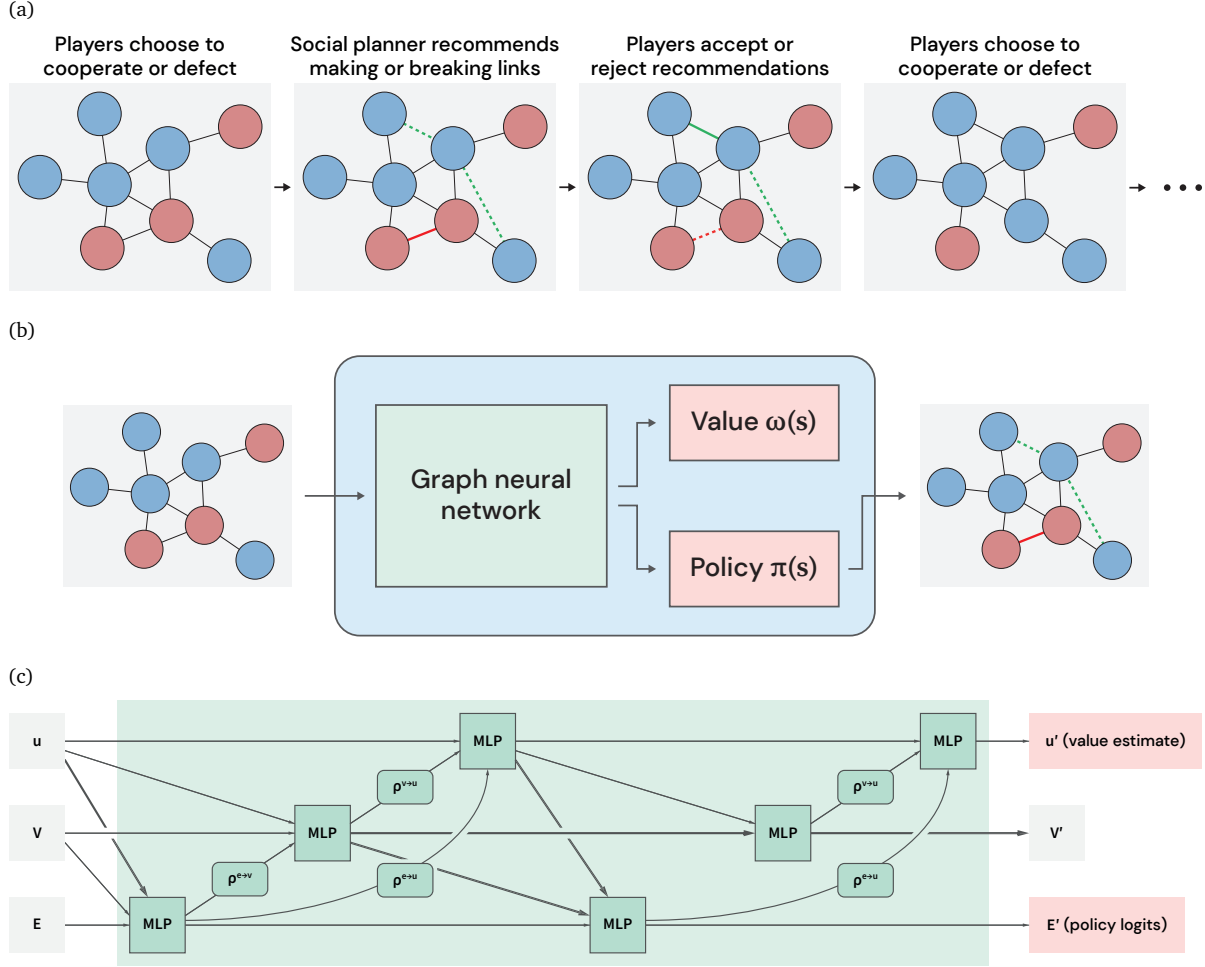 (a)
Players choose to
cooperate or defect
Social planner recommends
making or breaking links
Players accept or
reject recommendations
Players choose to
cooperate or defect
•••
(b)
Graph neural
network
Value ω(s)
Policy π(s)
(c)
u
MLP
MLP
u′ (value estimate)
ρv→u
ρv→u
V
MLP
MLP
V′
ρe→v
ρe→u
ρe→u
E
MLP
MLP
E′ (policy logits)